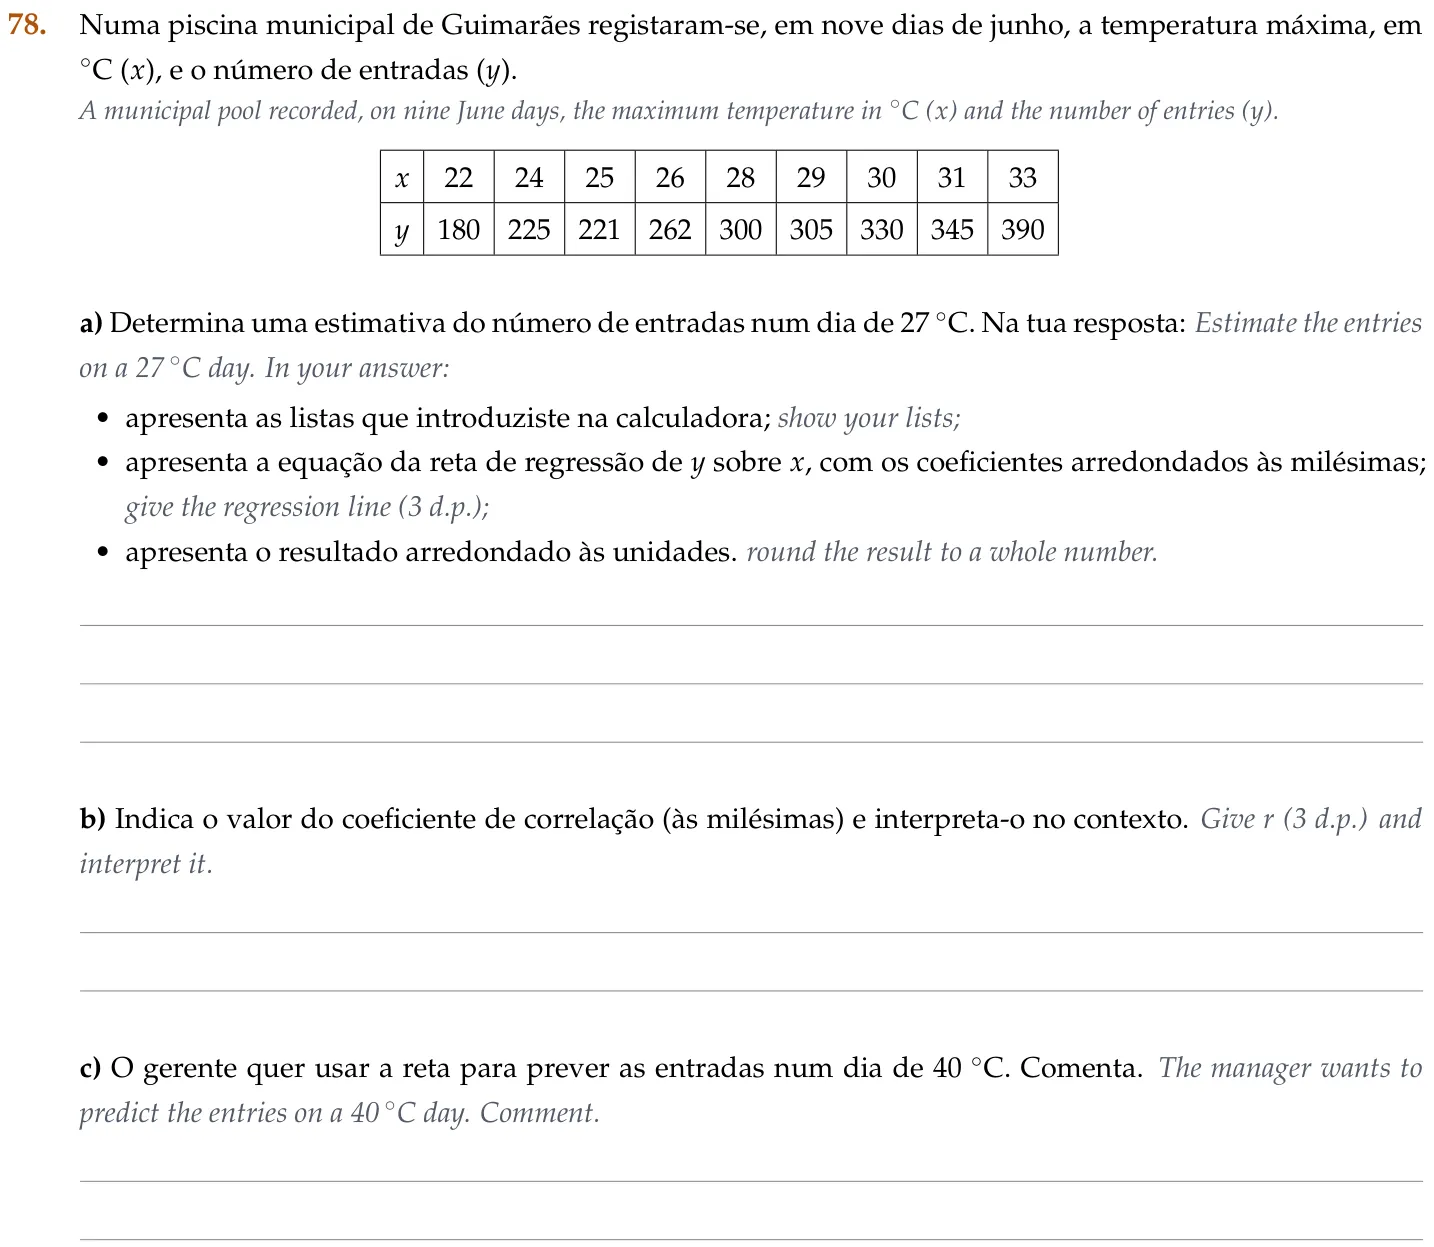 78. Numa piscina municipal de Guimarães registaram-se, em nove dias de junho, a temperatura máxima, em
°C (x), e o número de entradas (y).
A municipal pool recorded, on nine June days, the maximum temperature in °C (x) and the number of entries (y).
x 22 24 25 26 28 29 30 31 33
y 180 225 221 262 300 305 330 345 390
a) Determina uma estimativa do número de entradas num dia de 27 °C. Na tua resposta: Estimate the entries
on a 27 °C day. In your answer:
• apresenta as listas que introduziste na calculadora; show your lists;
• apresenta a equação da reta de regressão de y sobre x, com os coeficientes arredondados às milésimas;
give the regression line (3 d.p.);
• apresenta o resultado arredondado às unidades. round the result to a whole number.
b) Indica o valor do coeficiente de correlação (às milésimas) e interpreta-o no contexto. Give r (3 d.p.) and
interpret it.
c) O gerente quer usar a reta para prever as entradas num dia de 40 °C. Comenta. The manager wants to
predict the entries on a 40 °C day. Comment.